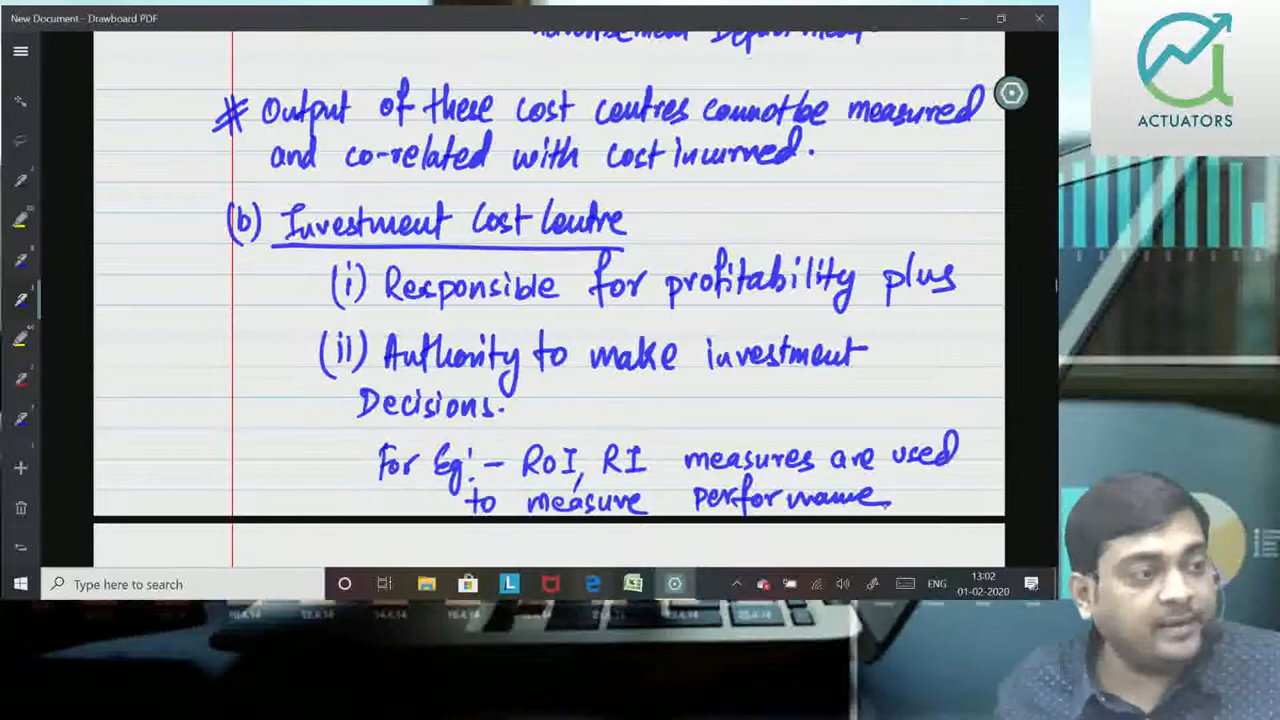 New Document - Drawboard PDF
ACTUATORS
* Output of these cost centres cannot be measured
and co-related with cost incurred.
(b) Investment Cost Centre
(i) Responsible for profitability plus
(ii) Authority to make investment
Decisions.
For Eg:- ROI, RI measures are used
to measure performance
Type here to search
ENG
13:02
01-02-2020